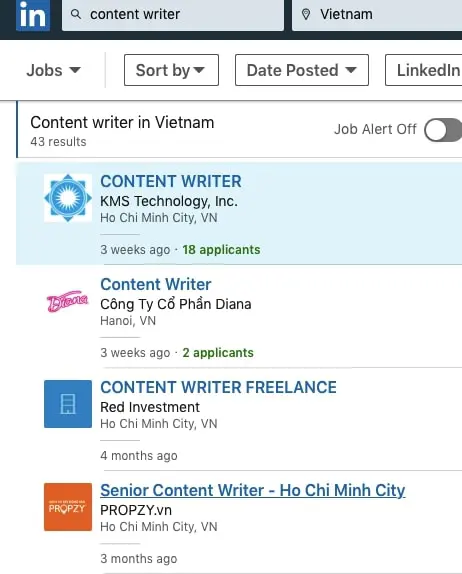 in
content writer
Vietnam
Jobs
Sort by
Date Posted
LinkedIn
Content writer in Vietnam
43 results
Job Alert Off
CONTENT WRITER
KMS Technology, Inc.
Ho Chi Minh City, VN
3 weeks ago · 18 applicants
Diana
Content Writer
Công Ty Cổ Phần Diana
Hanoi, VN
3 weeks ago · 2 applicants
CONTENT WRITER FREELANCE
Red Investment
Ho Chi Minh City, VN
4 months ago
PROPZY
Senior Content Writer - Ho Chi Minh City
PROPZY.vn
Ho Chi Minh City, VN
3 months ago